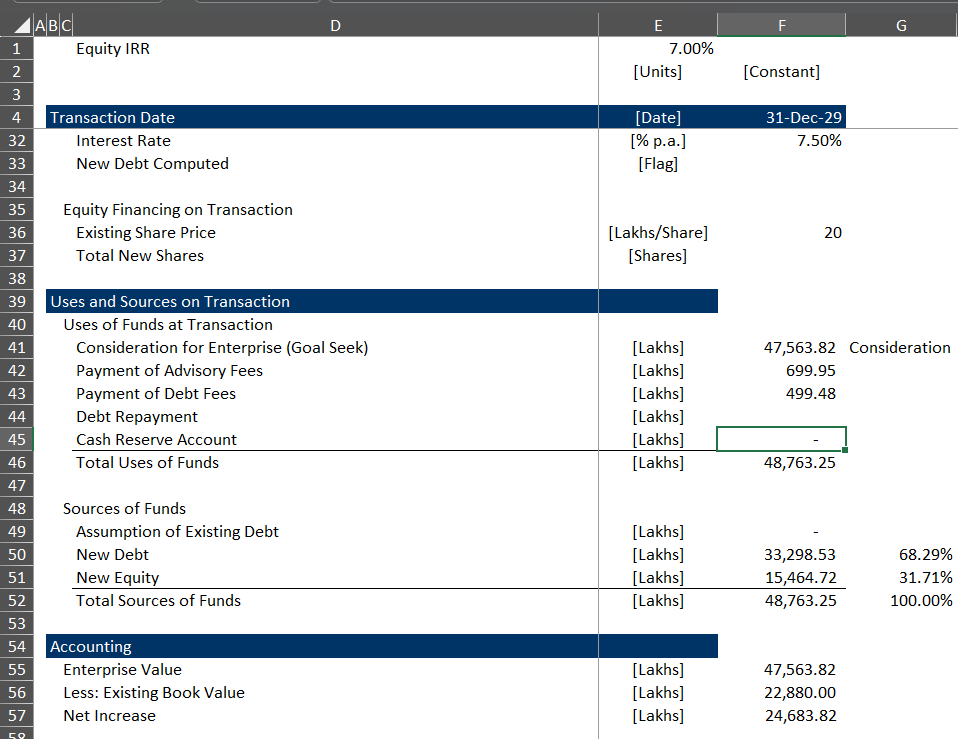 A B C D E F G
1 Equity IRR 7.00%
2 [Units] [Constant]
3
4 Transaction Date [Date] 31-Dec-29
32 Interest Rate [% p.a.] 7.50%
33 New Debt Computed [Flag]
34
35 Equity Financing on Transaction
36 Existing Share Price [Lakhs/Share] 20
37 Total New Shares [Shares]
38
39 Uses and Sources on Transaction
40 Uses of Funds at Transaction
41 Consideration for Enterprise (Goal Seek) [Lakhs] 47,563.82 Consideration
42 Payment of Advisory Fees [Lakhs] 699.95
43 Payment of Debt Fees [Lakhs] 499.48
44 Debt Repayment [Lakhs]
45 Cash Reserve Account [Lakhs] -
46 Total Uses of Funds [Lakhs] 48,763.25
47
48 Sources of Funds
49 Assumption of Existing Debt [Lakhs] -
50 New Debt [Lakhs] 33,298.53 68.29%
51 New Equity [Lakhs] 15,464.72 31.71%
52 Total Sources of Funds [Lakhs] 48,763.25 100.00%
53
54 Accounting
55 Enterprise Value [Lakhs] 47,563.82
56 Less: Existing Book Value [Lakhs] 22,880.00
57 Net Increase [Lakhs] 24,683.82
58